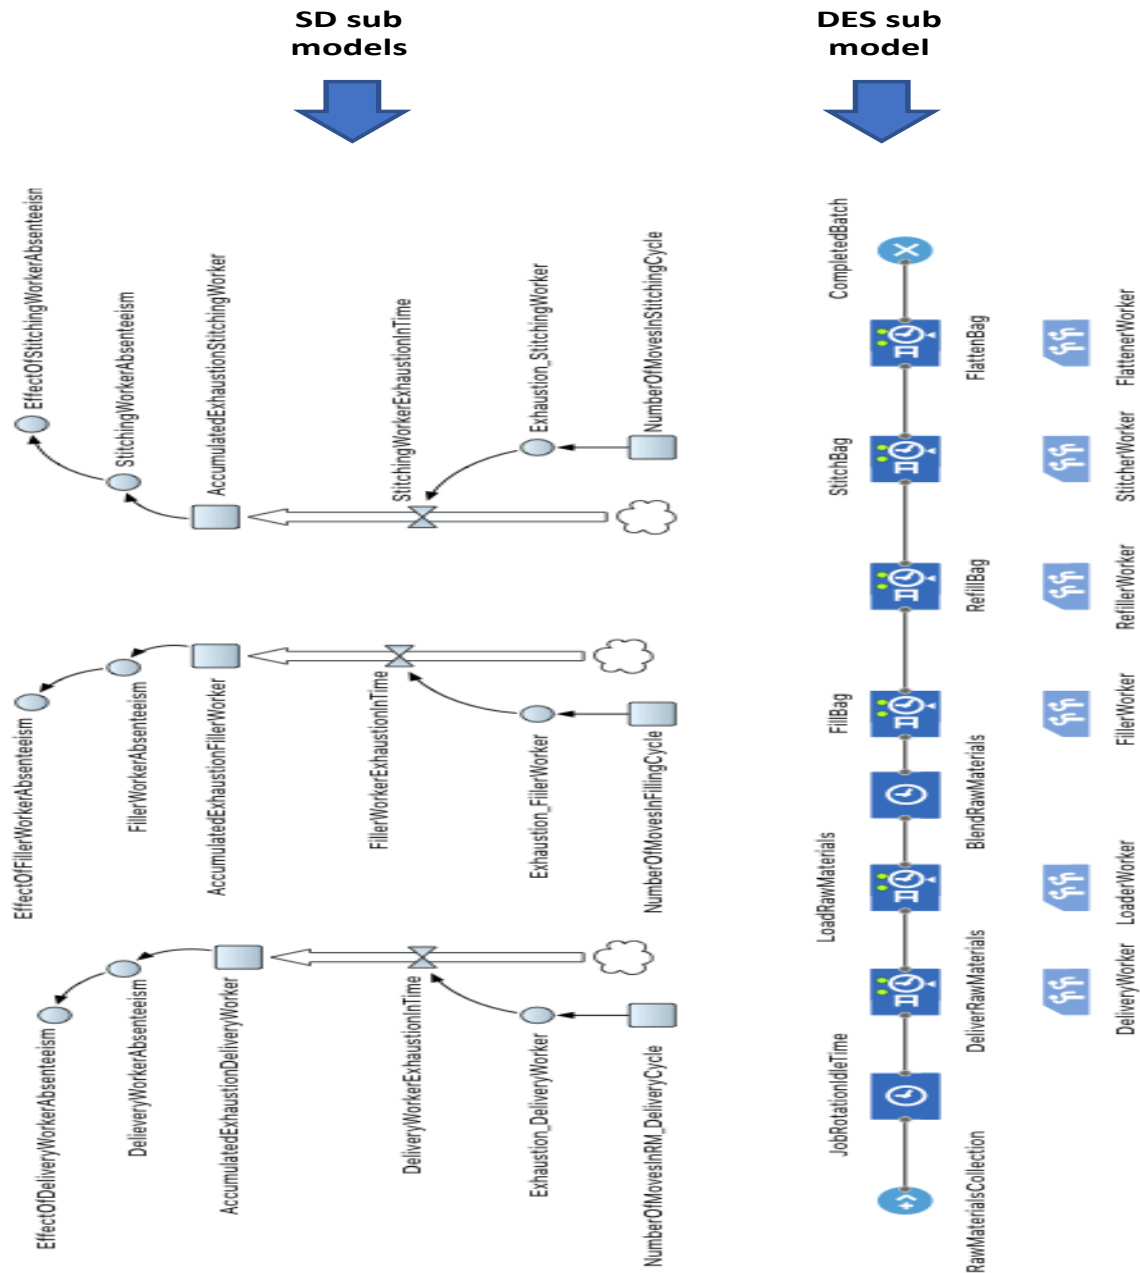 SD sub
models
DES sub
model
EffectOfDeliveryWorkerAbsenteeism
DelieveryWorkerAbsenteeism
AccumulatedExhaustionDeliveryWorker
DeliveryWorkerExhaustionInTime
Exhaustion_DeliveryWorker
NumberOfMovesInRM_DeliveryCycle
EffectOfFillerWorkerAbsenteeism
FillerWorkerAbsenteeism
AccumulatedExhaustionFillerWorker
FillerWorkerExhaustionInTime
Exhaustion_FillerWorker
NumberOfMovesInFillingCycle
EffectOfStitchingWorkerAbsenteeism
StitchingWorkerAbsenteeism
AccumulatedExhaustionStitchingWorker
StitchingWorkerExhaustionInTime
Exhaustion_StitchingWorker
NumberOfMovesInStitchingCycle
RawMaterialsCollection
JobRotationIdleTime
DeliverRawMaterials
LoadRawMaterials
BlendRawMaterials
FillBag
RefillBag
StitchBag
FlattenBag
CompletedBatch
DeliveryWorker
LoaderWorker
FillerWorker
RefillerWorker
StitcherWorker
FlattenerWorker